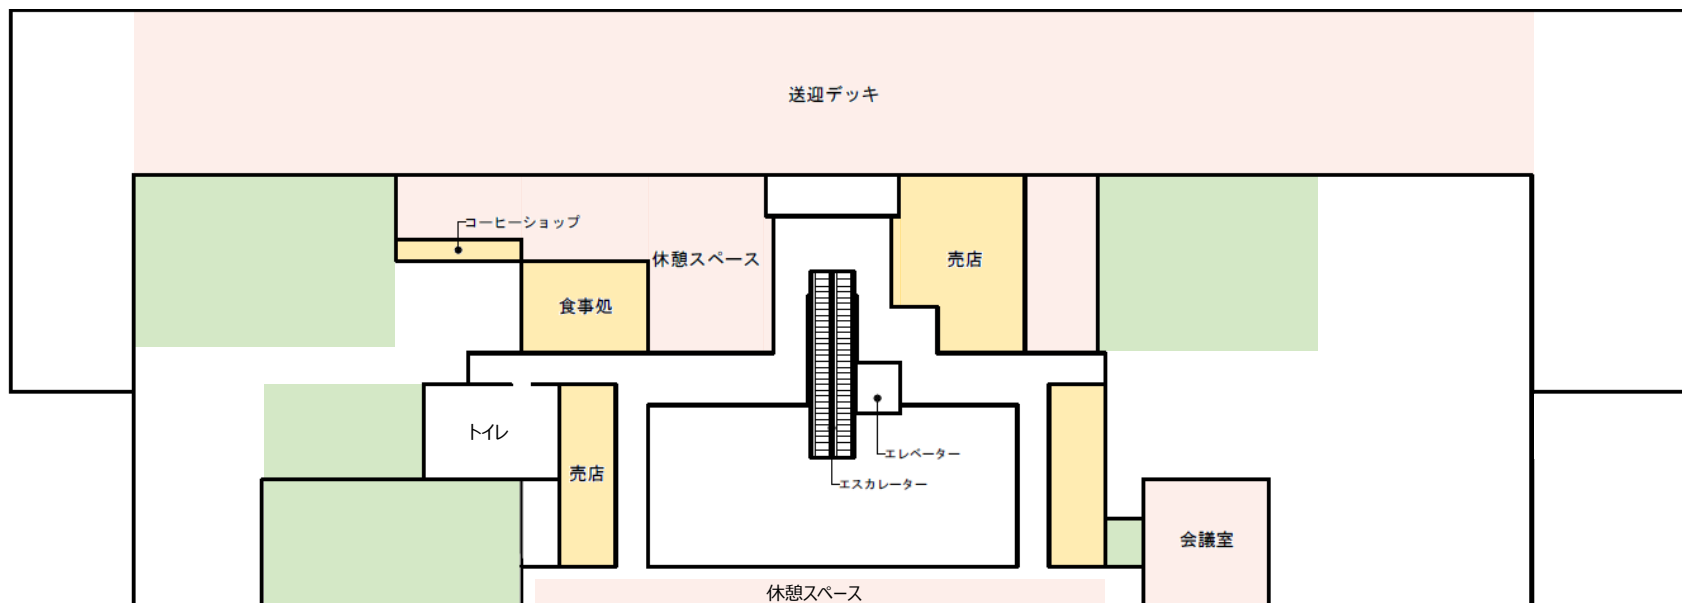 送迎デッキ
コーヒーショップ
休憩スペース
売店
食事処
トイレ
エレベーター
売店
エスカレーター
会議室
休憩スペース